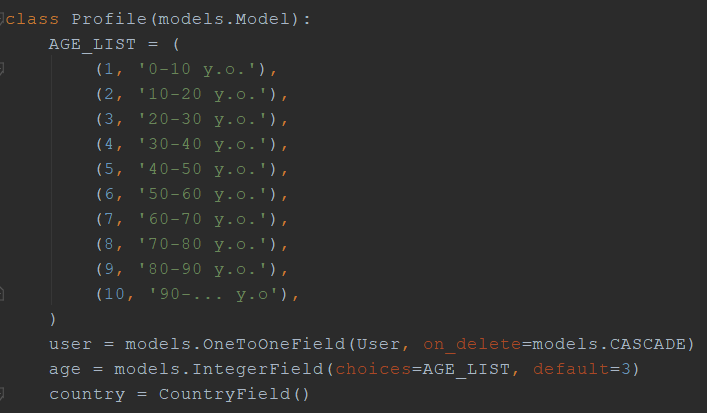 class Profile(models.Model):
    AGE_LIST = (
        (1, '0-10 y.o.'),
        (2, '10-20 y.o.'),
        (3, '20-30 y.o.'),
        (4, '30-40 y.o.'),
        (5, '40-50 y.o.'),
        (6, '50-60 y.o.'),
        (7, '60-70 y.o.'),
        (8, '70-80 y.o.'),
        (9, '80-90 y.o.'),
        (10, '90-... y.o'),
    )
    user = models.OneToOneField(User, on_delete=models.CASCADE)
    age = models.IntegerField(choices=AGE_LIST, default=3)
    country = CountryField()